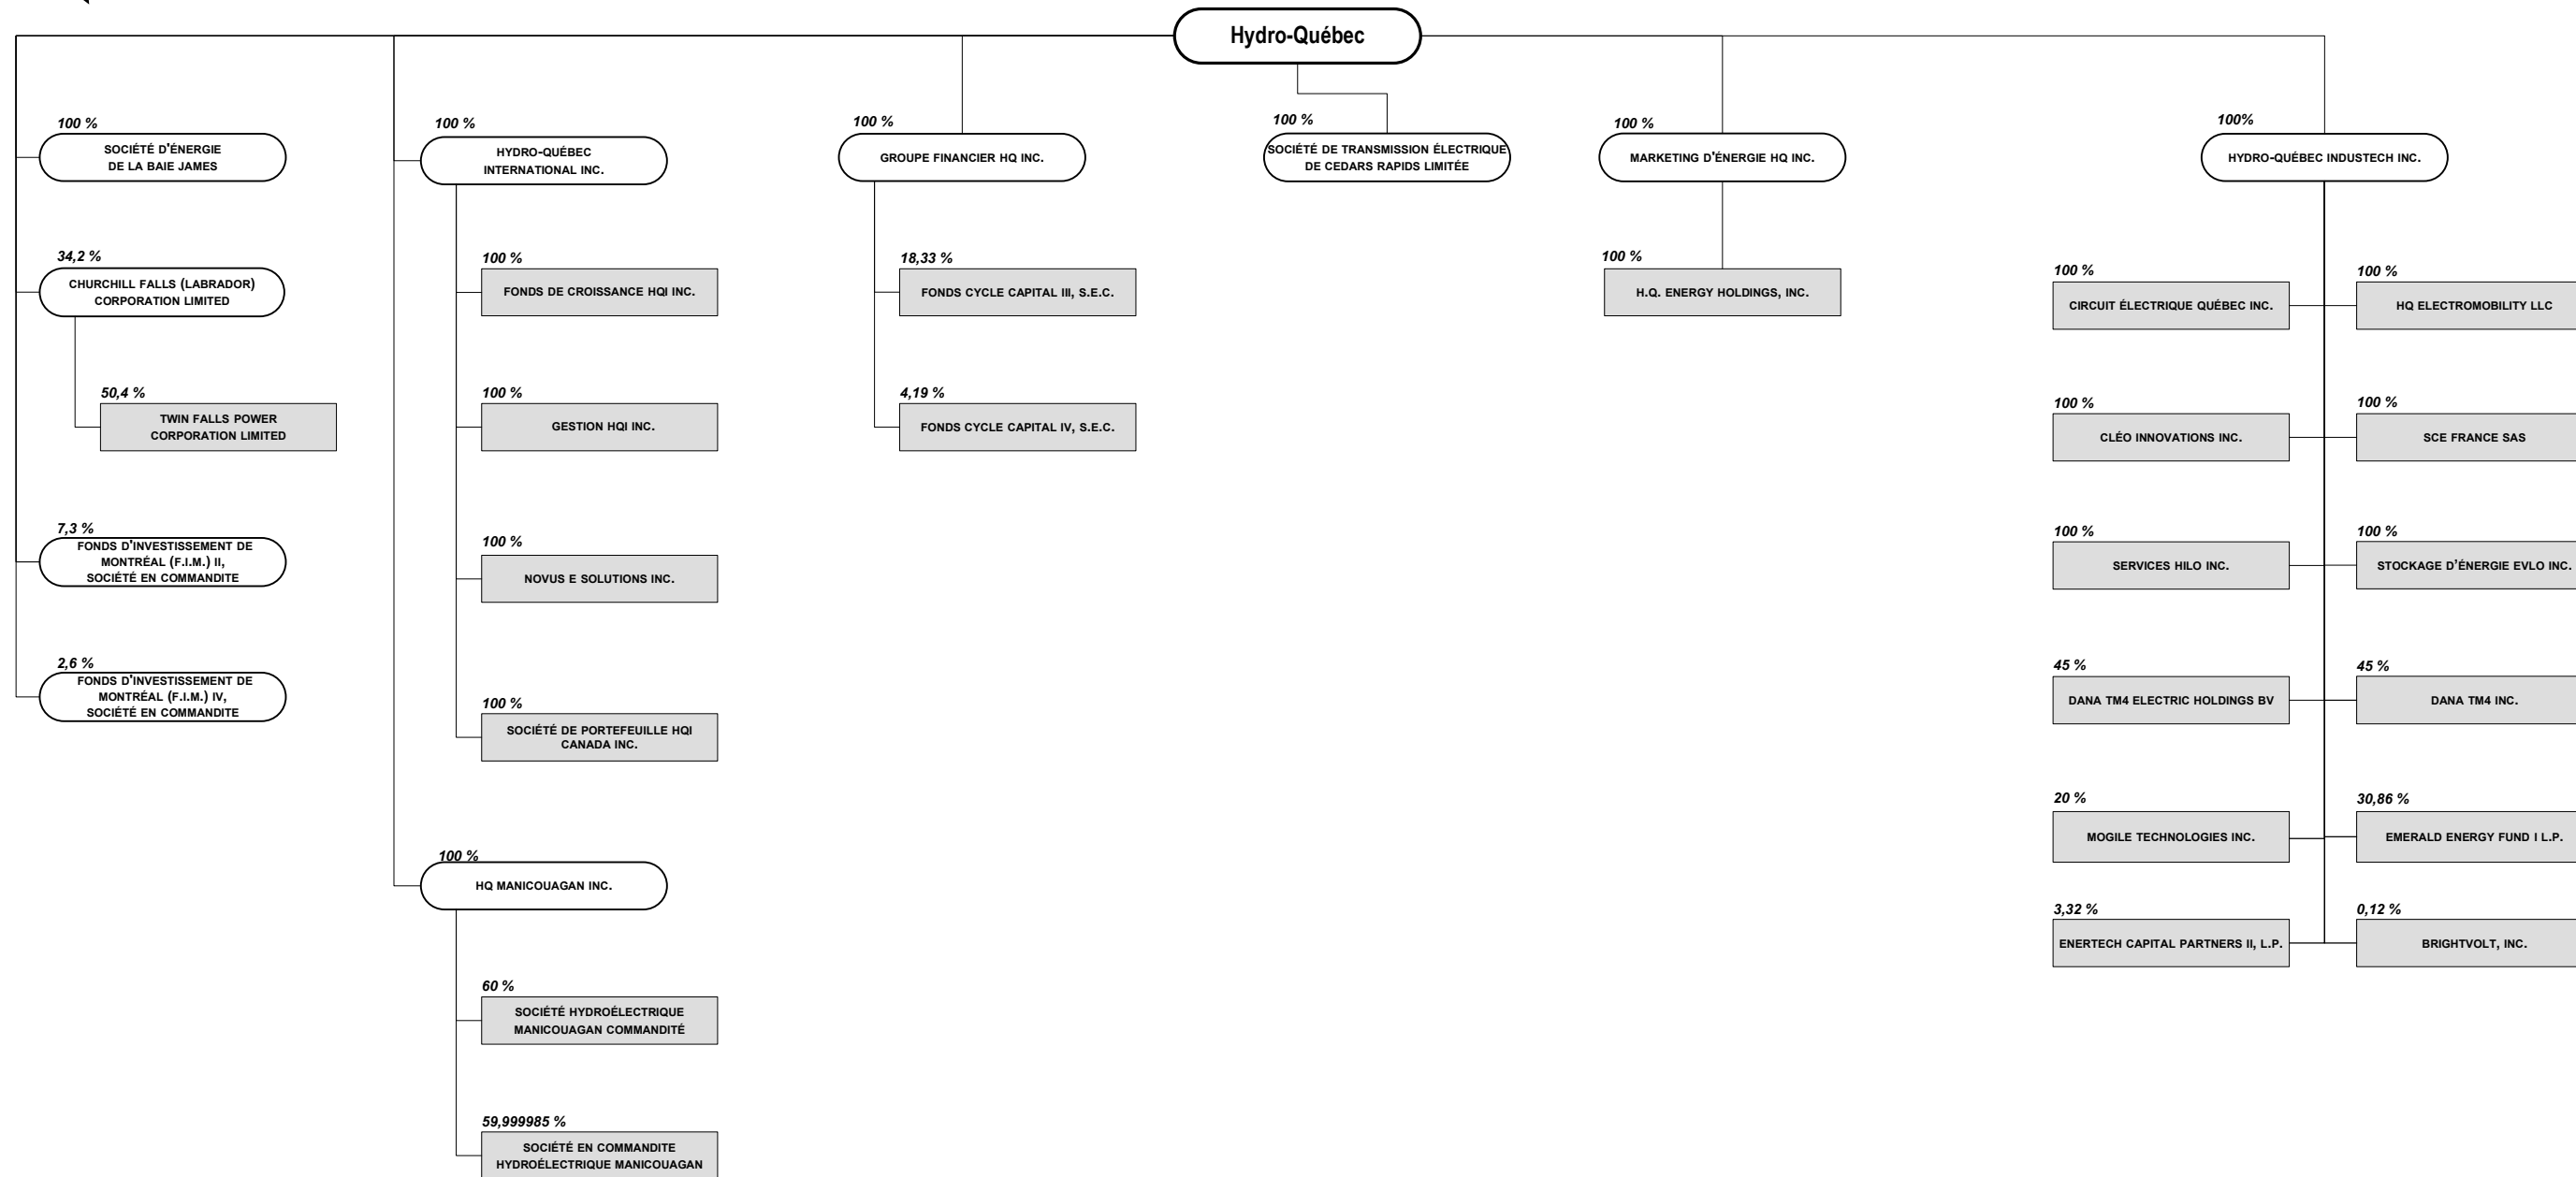 Hydro-Québec
100 %
SOCIÉTÉ D'ÉNERGIE
DE LA BAIE JAMES
34,2 %
CHURCHILL FALLS (LABRADOR)
CORPORATION LIMITED
50,4 %
TWIN FALLS POWER
CORPORATION LIMITED
7,3 %
FONDS D'INVESTISSEMENT DE
MONTRÉAL (F.I.M.) II,
SOCIÉTÉ EN COMMANDITE
2,6 %
FONDS D'INVESTISSEMENT DE
MONTRÉAL (F.I.M.) IV,
SOCIÉTÉ EN COMMANDITE
100 %
HYDRO-QUÉBEC
INTERNATIONAL INC.
100 %
FONDS DE CROISSANCE HQI INC.
100 %
GESTION HQI INC.
100 %
NOVUS E SOLUTIONS INC.
100 %
SOCIÉTÉ DE PORTEFEUILLE HQI
CANADA INC.
100 %
HQ MANICOUAGAN INC.
60 %
SOCIÉTÉ HYDROÉLECTRIQUE
MANICOUAGAN COMMANDITÉ
59,999985 %
SOCIÉTÉ EN COMMANDITE
HYDROÉLECTRIQUE MANICOUAGAN
100 %
GROUPE FINANCIER HQ INC.
18,33 %
FONDS CYCLE CAPITAL III, S.E.C.
4,19 %
FONDS CYCLE CAPITAL IV, S.E.C.
100 %
SOCIÉTÉ DE TRANSMISSION ÉLECTRIQUE
DE CEDARS RAPIDS LIMITÉE
100 %
MARKETING D'ÉNERGIE HQ INC.
100 %
H.Q. ENERGY HOLDINGS, INC.
100%
HYDRO-QUÉBEC INDUSTECH INC.
100 %
CIRCUIT ÉLECTRIQUE QUÉBEC INC.
100 %
HQ ELECTROMOBILITY LLC
100 %
CLÉO INNOVATIONS INC.
100 %
SCE FRANCE SAS
100 %
SERVICES HILO INC.
100 %
STOCKAGE D’ÉNERGIE EVLO INC.
45 %
DANA TM4 ELECTRIC HOLDINGS BV
45 %
DANA TM4 INC.
20 %
MOGILE TECHNOLOGIES INC.
30,86 %
EMERALD ENERGY FUND I L.P.
3,32 %
ENERTECH CAPITAL PARTNERS II, L.P.
0,12 %
BRIGHTVOLT, INC.